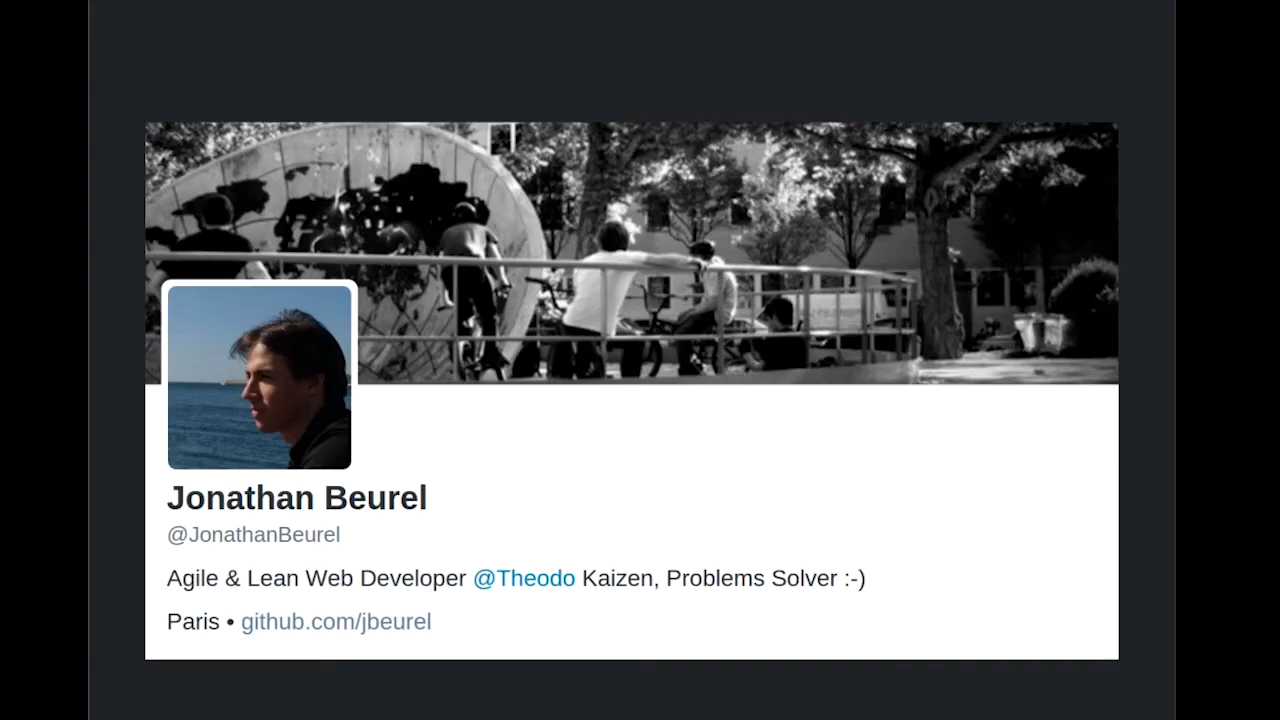 Jonathan Beurel
@JonathanBeurel
Agile & Lean Web Developer @Theodo Kaizen, Problems Solver :-)
Paris • github.com/jbeurel